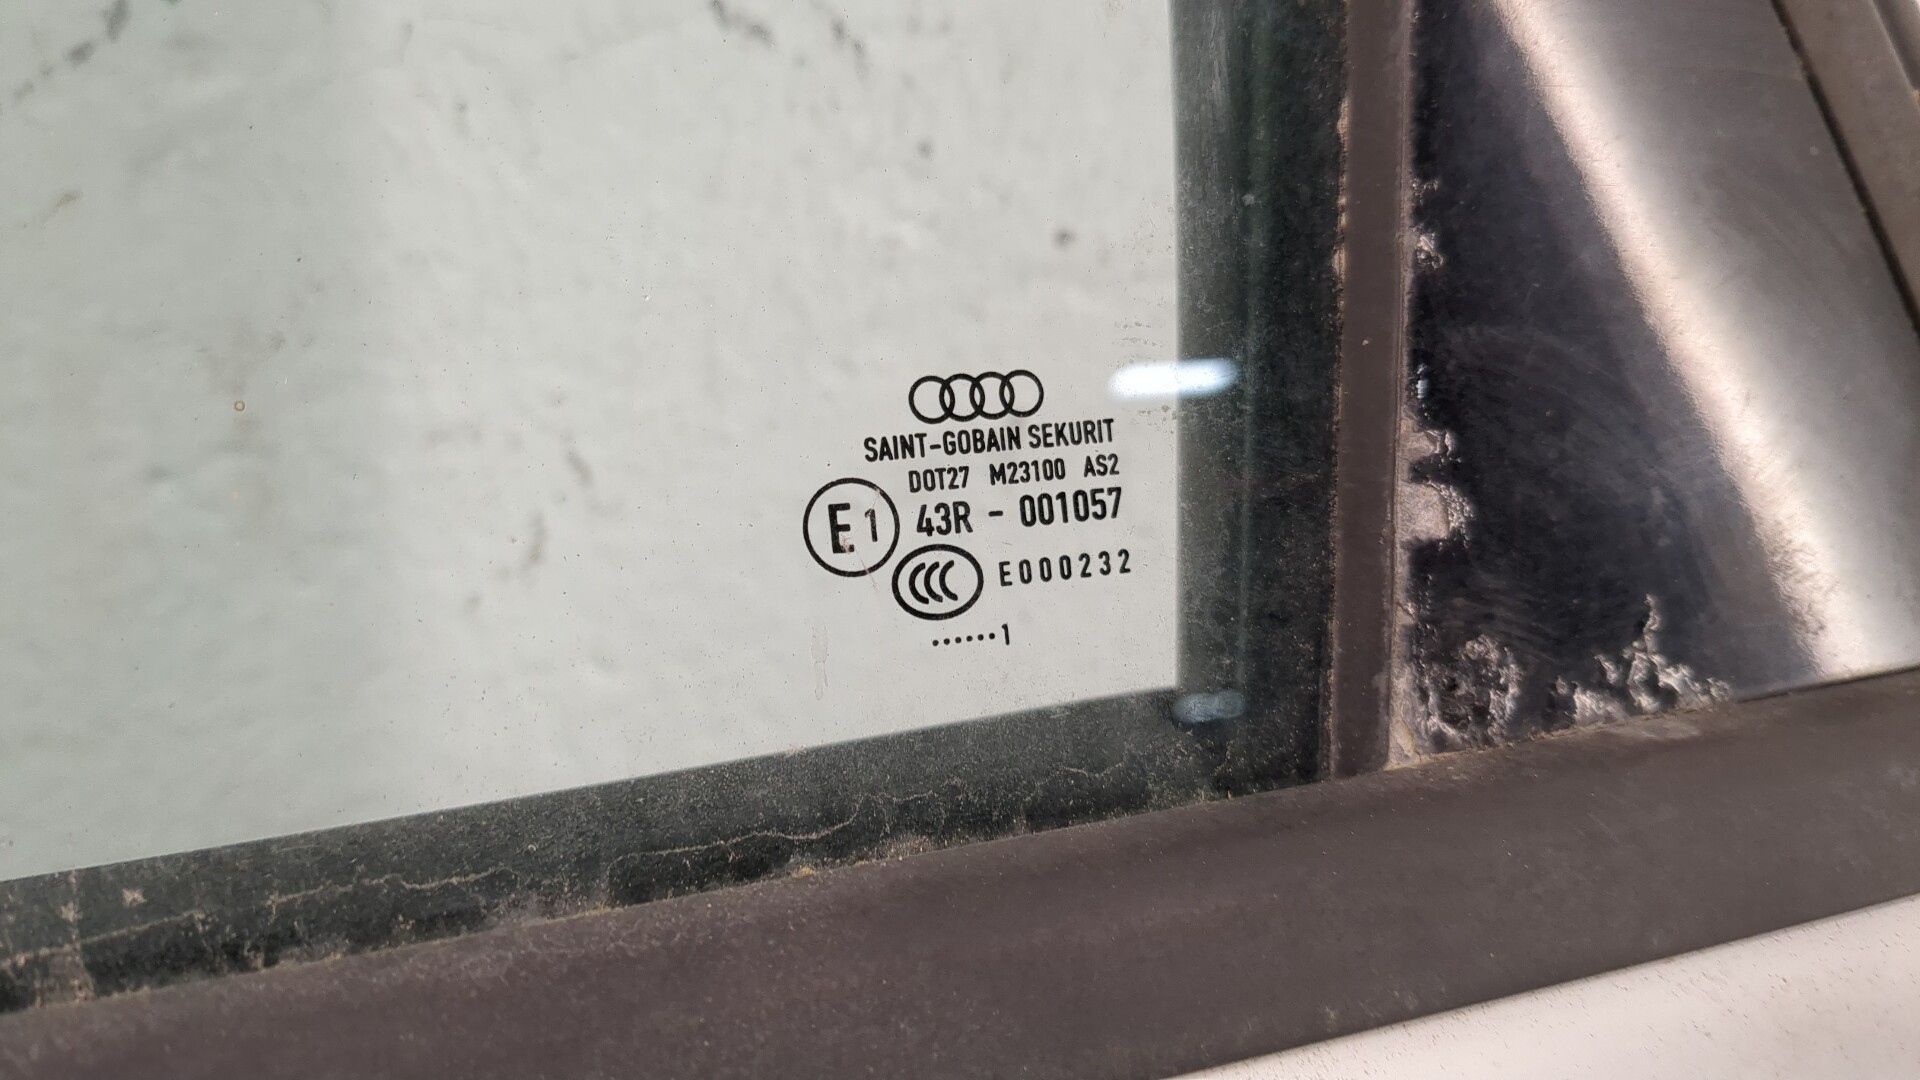 SAINT-GOBAIN SEKURIT
DOT27 M23100 AS2
E1 43R - 001057
CCC E000232
......1